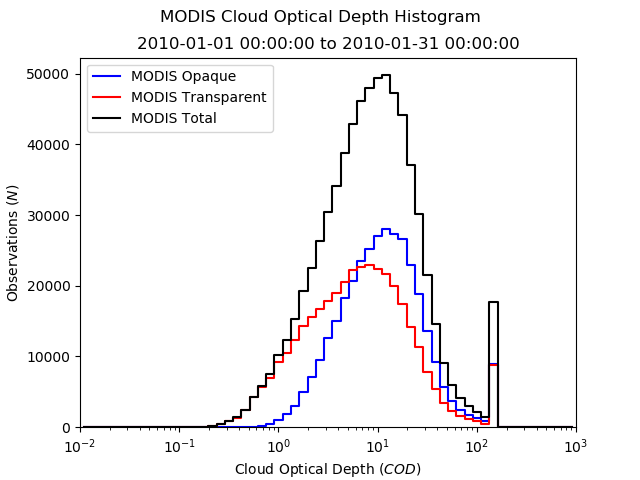 MODIS Cloud Optical Depth Histogram
2010-01-01 00:00:00 to 2010-01-31 00:00:00
MODIS Opaque
MODIS Transparent
MODIS Total
Observations (N)
50000
40000
30000
20000
10000
0
10⁻² 10⁻¹ 10⁰ 10¹ 10² 10³
Cloud Optical Depth (COD)